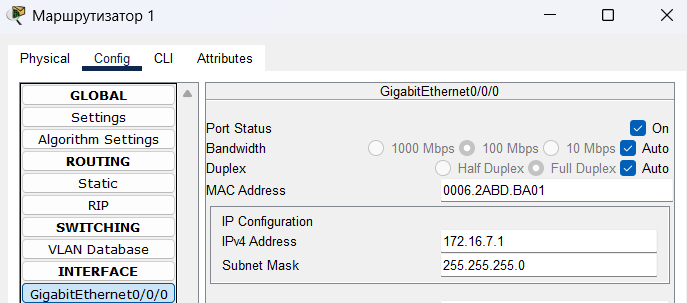 Маршрутизатор 1
Physical Config CLI Attributes
GLOBAL
Settings
Algorithm Settings
ROUTING
Static
RIP
SWITCHING
VLAN Database
INTERFACE
GigabitEthernet0/0/0
GigabitEthernet0/0/0
Port Status On
Bandwidth 1000 Mbps 100 Mbps 10 Mbps Auto
Duplex Half Duplex Full Duplex Auto
MAC Address 0006.2ABD.BA01
IP Configuration
IPv4 Address 172.16.7.1
Subnet Mask 255.255.255.0